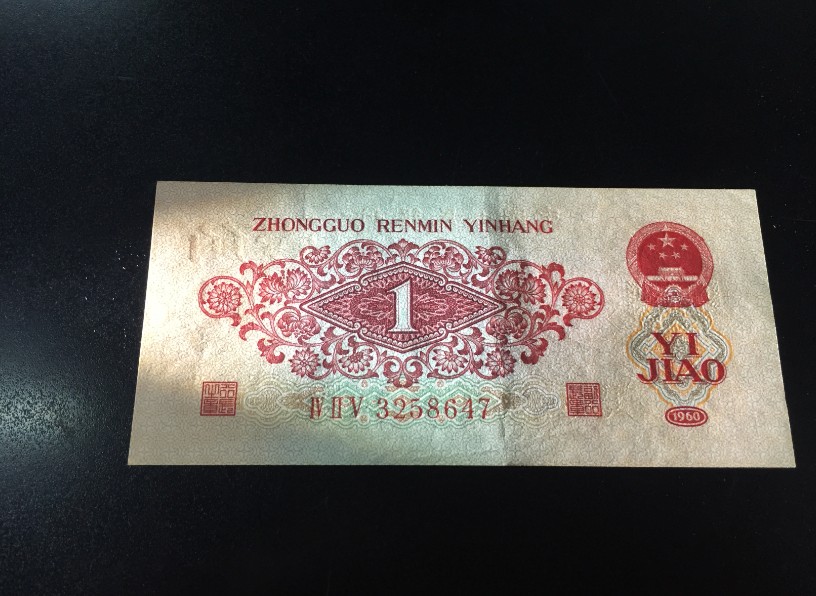 ZHONGGUO RENMIN YINHANG
1
YI
JIAO
IV II V 3258647
1960